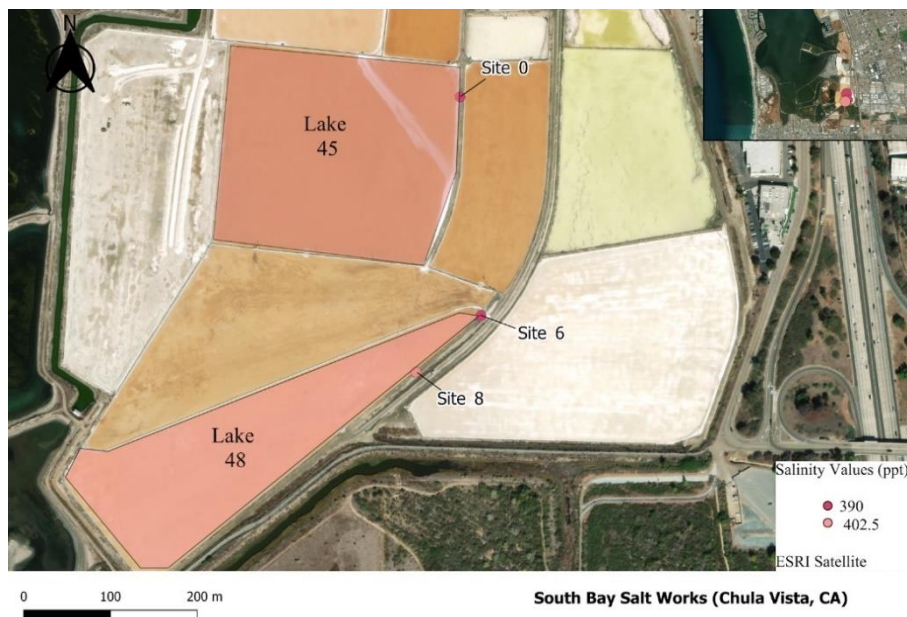 N
Site 0
Lake
45
Site 6
Site 8
Lake
48
Salinity Values (ppt)
390
402.5
ESRI Satellite
0 100 200 m
South Bay Salt Works (Chula Vista, CA)